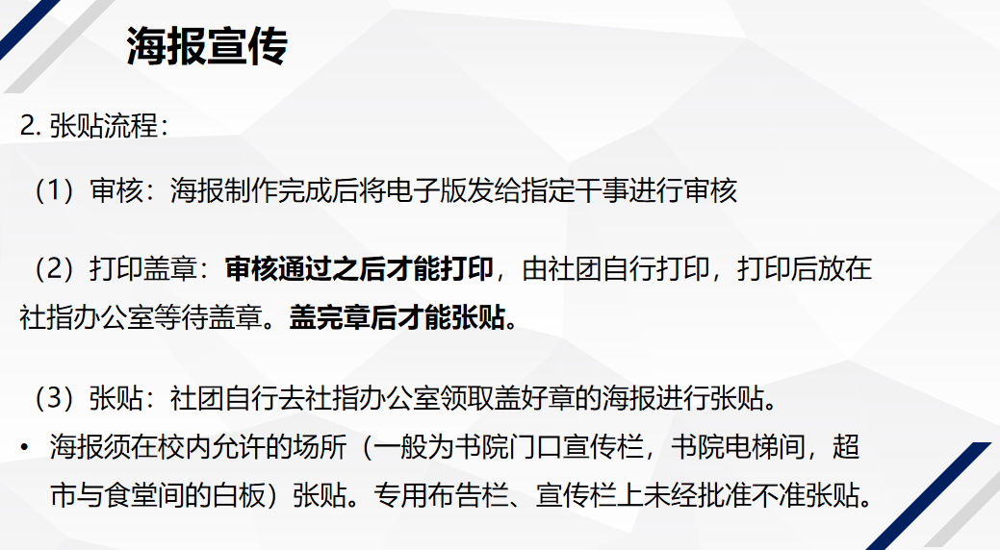 海报宣传
2. 张贴流程：
（1）审核：海报制作完成后将电子版发给指定干事进行审核
（2）打印盖章：审核通过之后才能打印，由社团自行打印，打印后放在
社指办公室等待盖章。盖完章后才能张贴。
（3）张贴：社团自行去社指办公室领取盖好章的海报进行张贴。
• 海报须在校内允许的场所（一般为书院门口宣传栏，书院电梯间，超
市与食堂间的白板）张贴。专用布告栏、宣传栏上未经批准不准张贴。